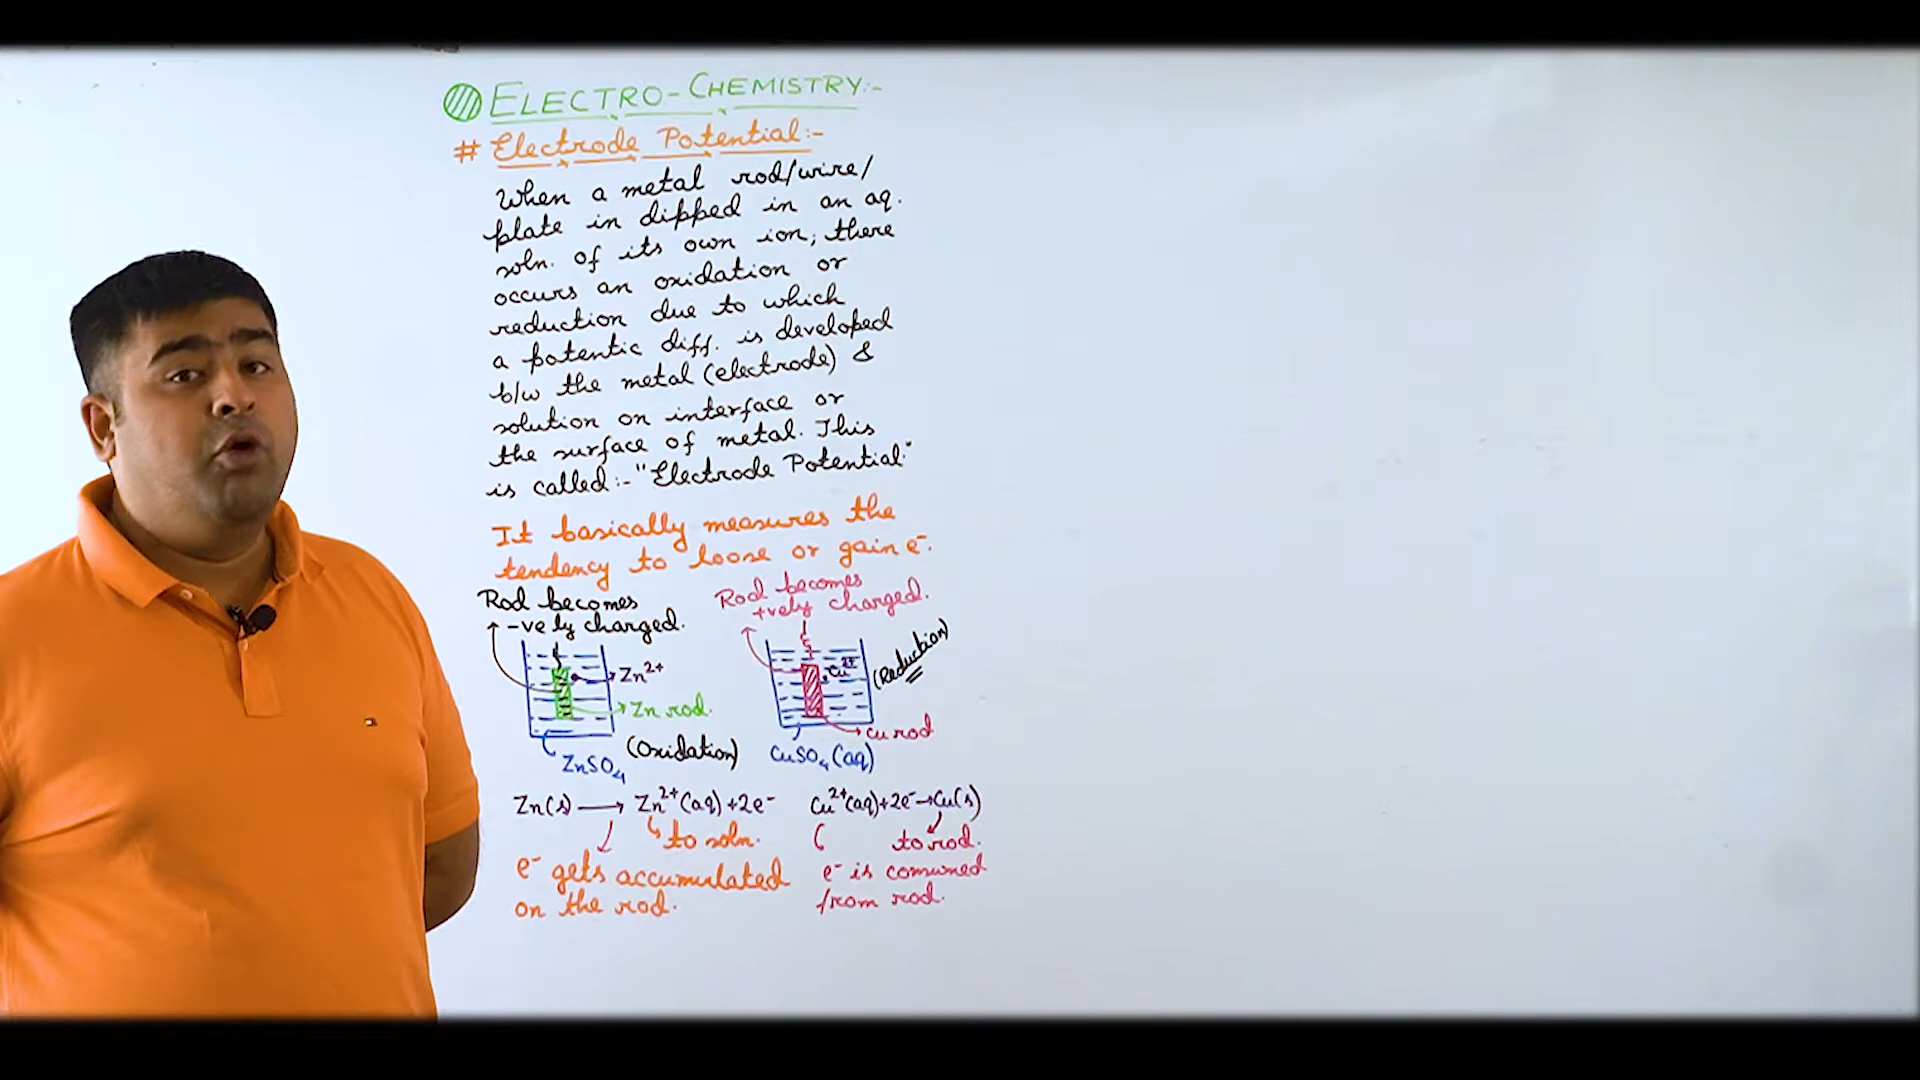 ELECTRO-CHEMISTRY:-
# Electrode Potential:-
When a metal rod/wire/
plate in dipped in an aq.
soln. of its own ion; there
occurs an oxidation or
reduction due to which
a potentic diff. is developed
b/w the metal (electrode) &
solution on interface or
the surface of metal. This
is called:- "Electrode Potential"
It basically measures the
tendency to loose or gain e⁻.
Rod becomes
-vely charged.
Zn²⁺
Zn rod.
(Oxidation)
ZnSO₄
Rod becomes
+vely charged.
Cu²⁺
(Reduction)
Cu rod
CuSO₄(aq)
Zn(s) → Zn²⁺(aq) + 2e⁻
to soln.
e⁻ gets accumulated
on the rod.
Cu²⁺(aq)+2e⁻→Cu(s)
to rod.
e⁻ is consumed
from rod.